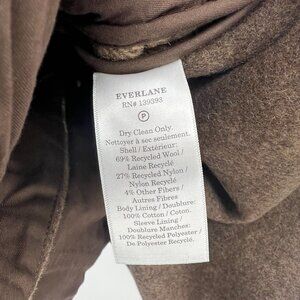 EVERLANE
RN# 139393
P
Dry Clean Only.
Nettoyer à sec seulement.
Shell / Extérieur:
69% Recycled Wool /
Laine Recyclé
27% Recycled Nylon /
Nylon Recyclé
4% Other Fibers /
Autres Fibres
Body Lining / Doublure:
100% Cotton / Coton.
Sleeve Lining /
Doublure Manches:
100% Recycled Polyester /
De Polyester Recyclé.